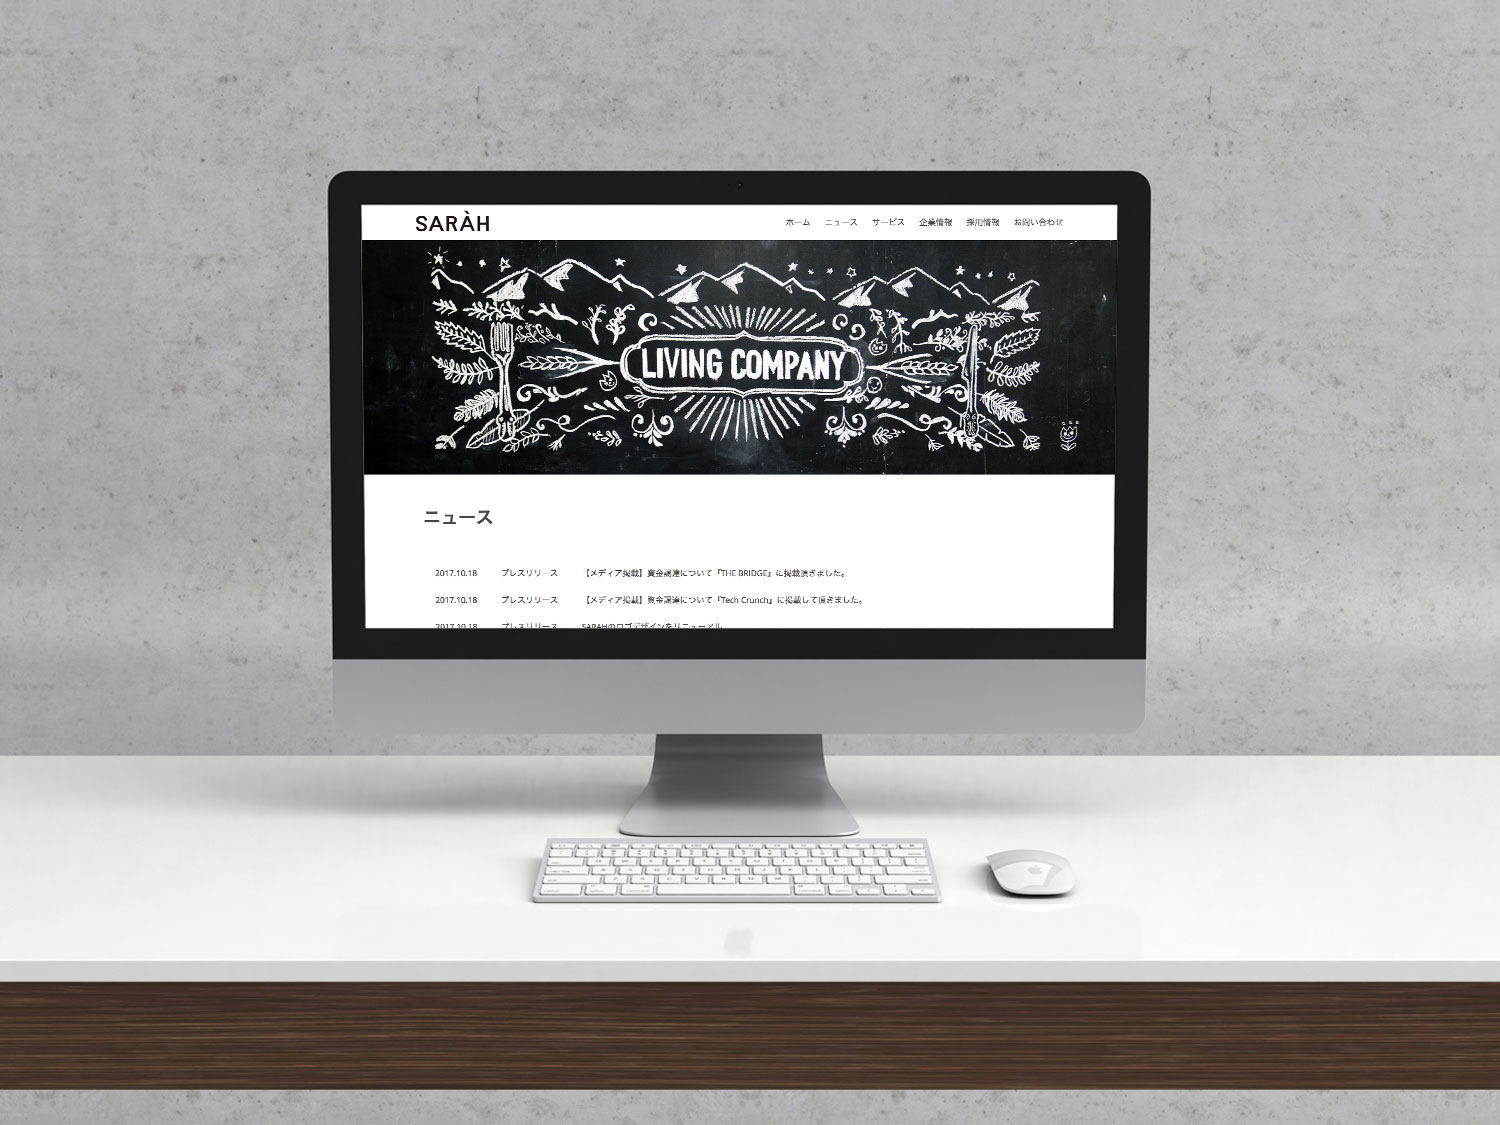 SARÀH
ホーム ニュース サービス 企業情報 採用情報 お問い合わせ
LIVING COMPANY
ニュース
2017.10.18 プレスリリース 【メディア掲載】資金調達について『THE BRIDGE』に掲載頂きました。
2017.10.18 プレスリリース 【メディア掲載】資金調達について『Tech Crunch』に掲載して頂きました。
2017.10.18 プレスリリース SARAHのロゴデザインをリニューアル